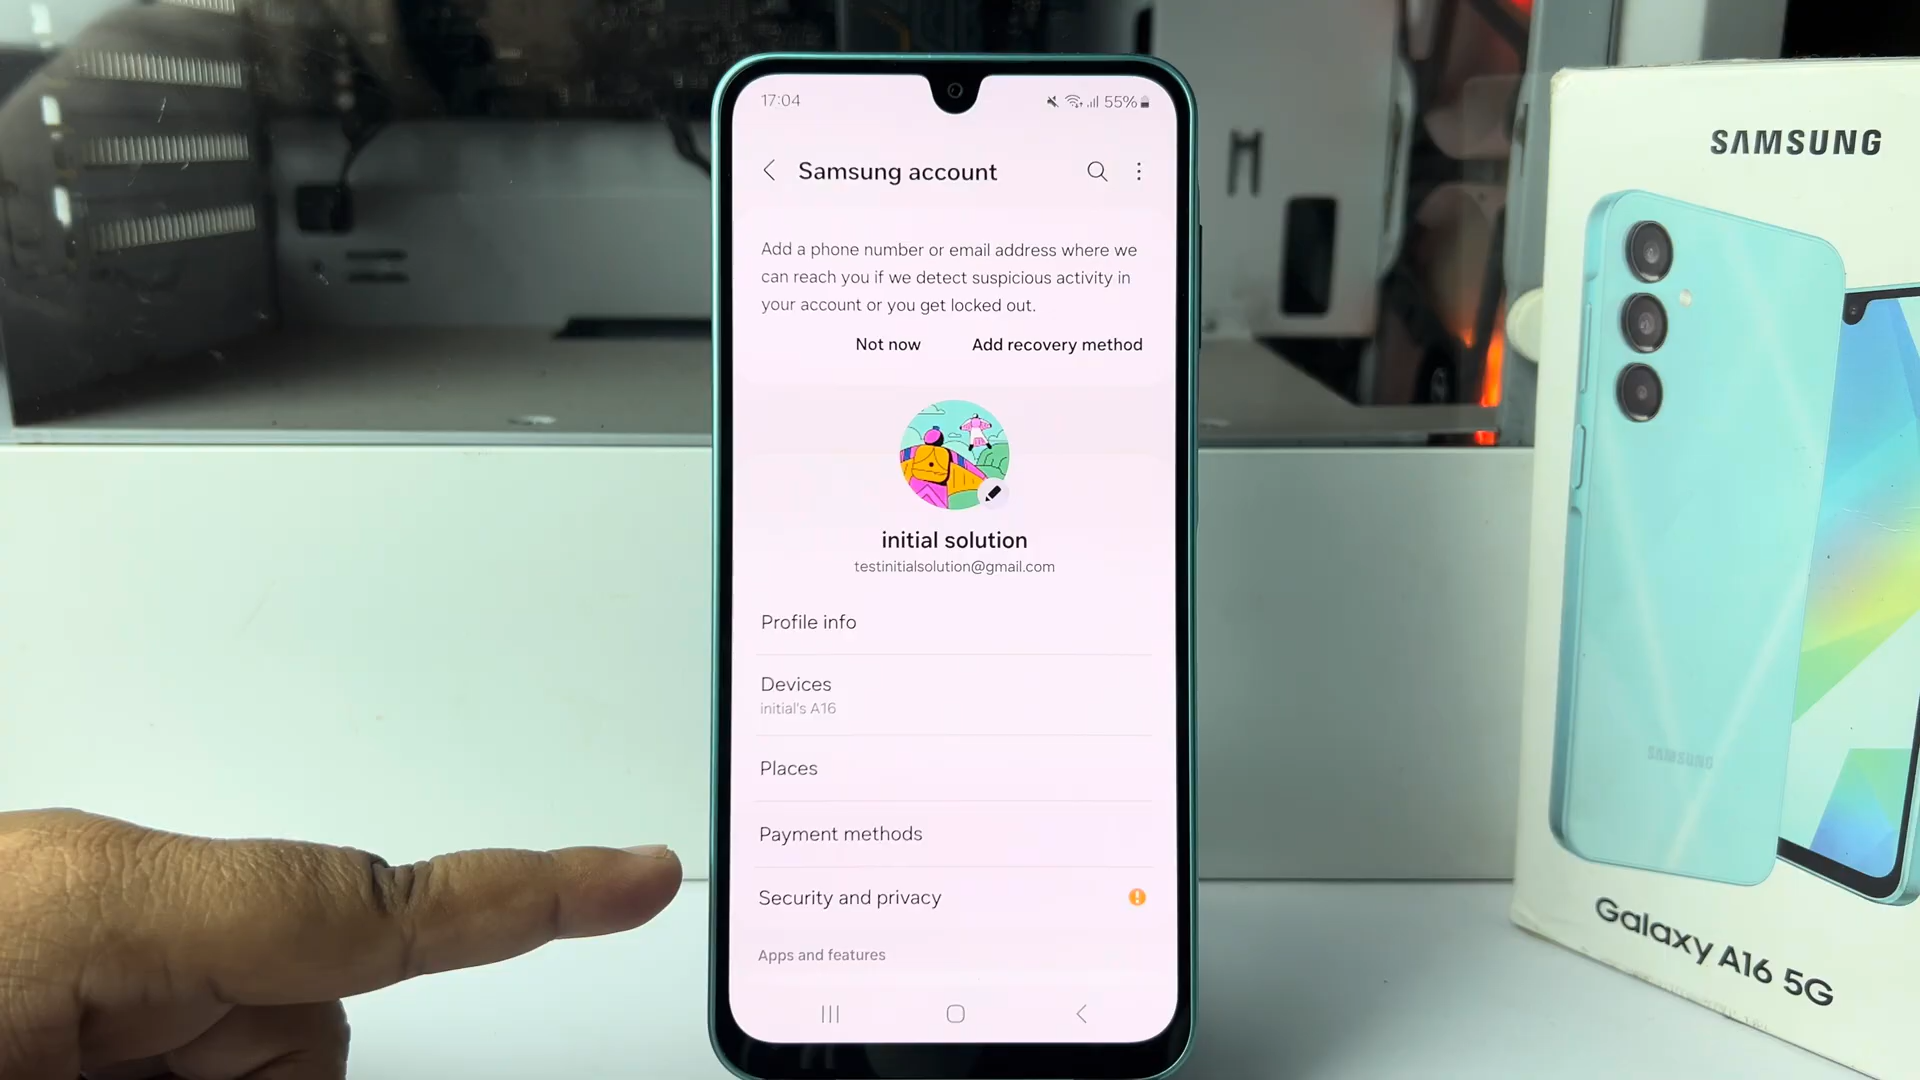 17:04
55%
Samsung account
Add a phone number or email address where we
can reach you if we detect suspicious activity in
your account or you get locked out.
Not now
Add recovery method
initial solution
testinitialsolution@gmail.com
Profile info
Devices
initial's A16
Places
Payment methods
Security and privacy
Apps and features
SAMSUNG
SAMSUNG
Galaxy A16 5G